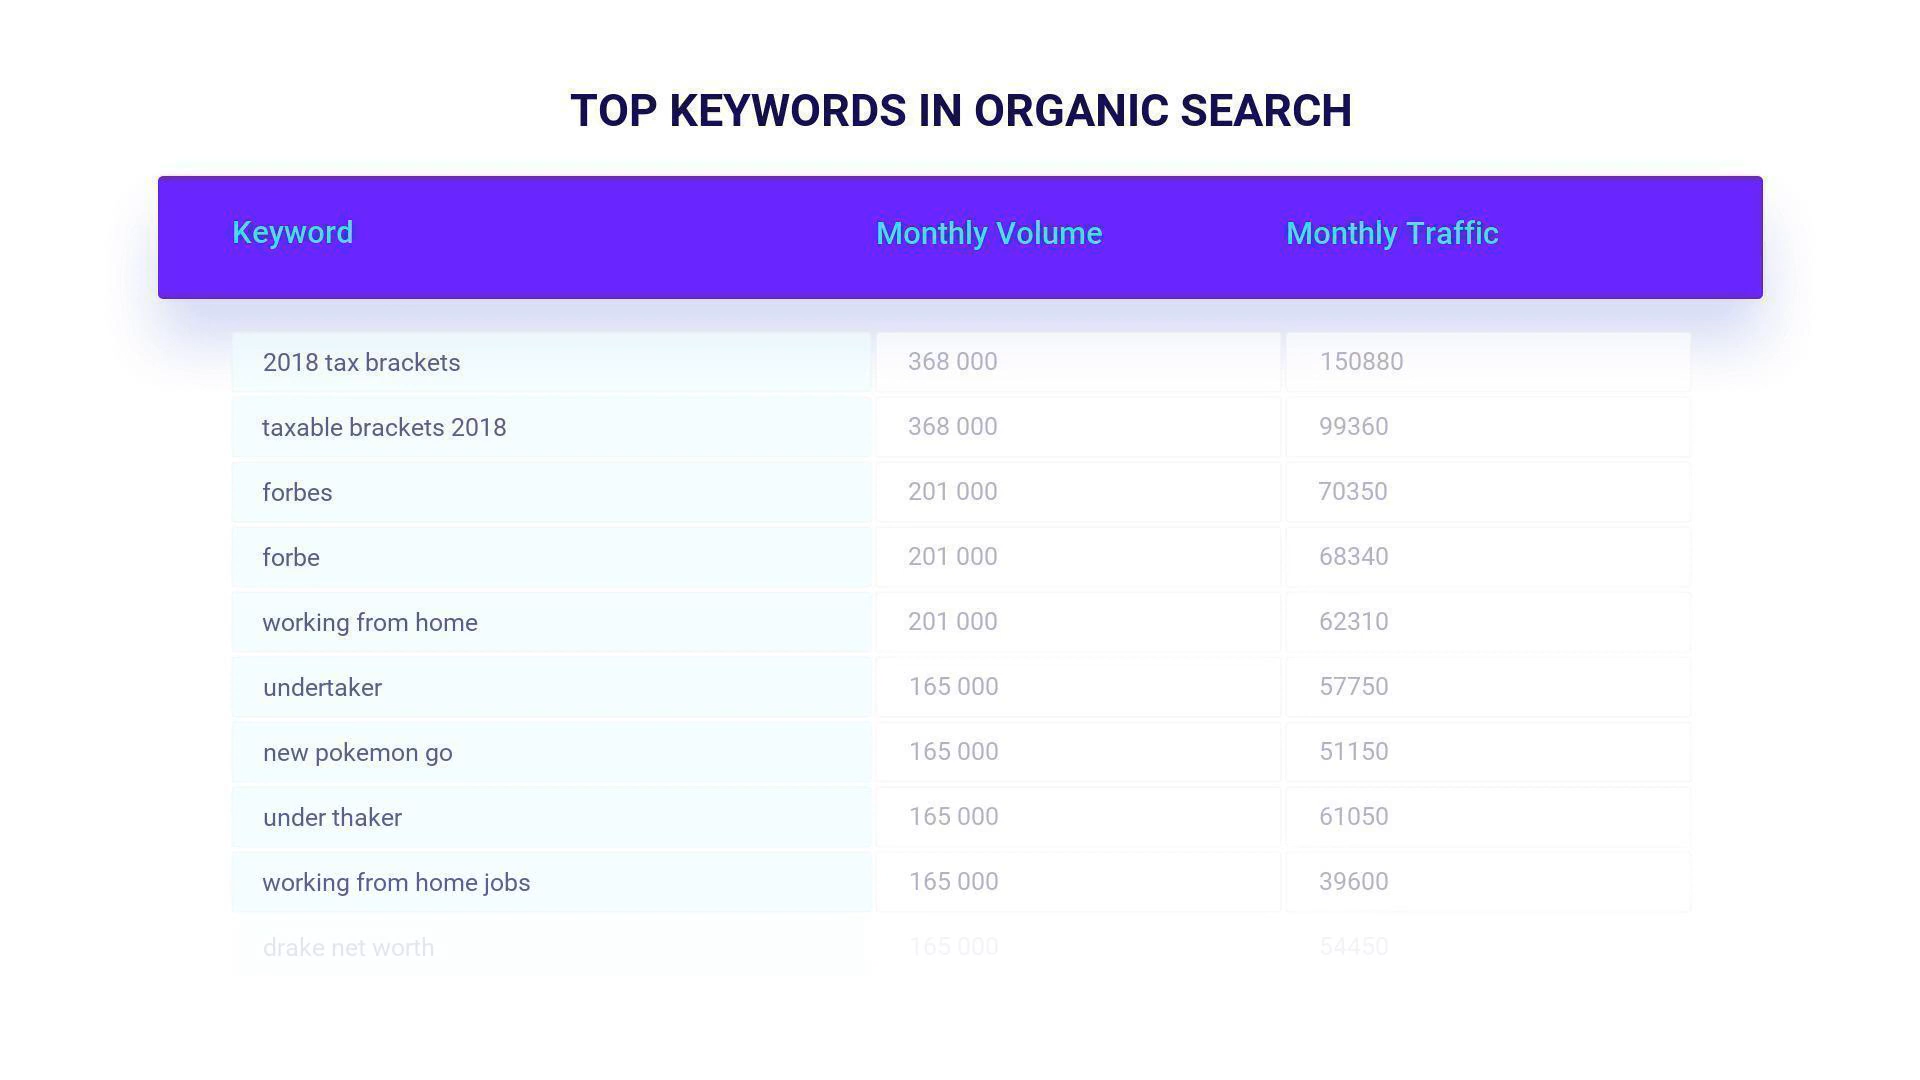 TOP KEYWORDS IN ORGANIC SEARCH
Keyword Monthly Volume Monthly Traffic
2018 tax brackets 368 000 150880
taxable brackets 2018 368 000 99360
forbes 201 000 70350
forbe 201 000 68340
working from home 201 000 62310
undertaker 165 000 57750
new pokemon go 165 000 51150
under thaker 165 000 61050
working from home jobs 165 000 39600
drake net worth 165 000 54450